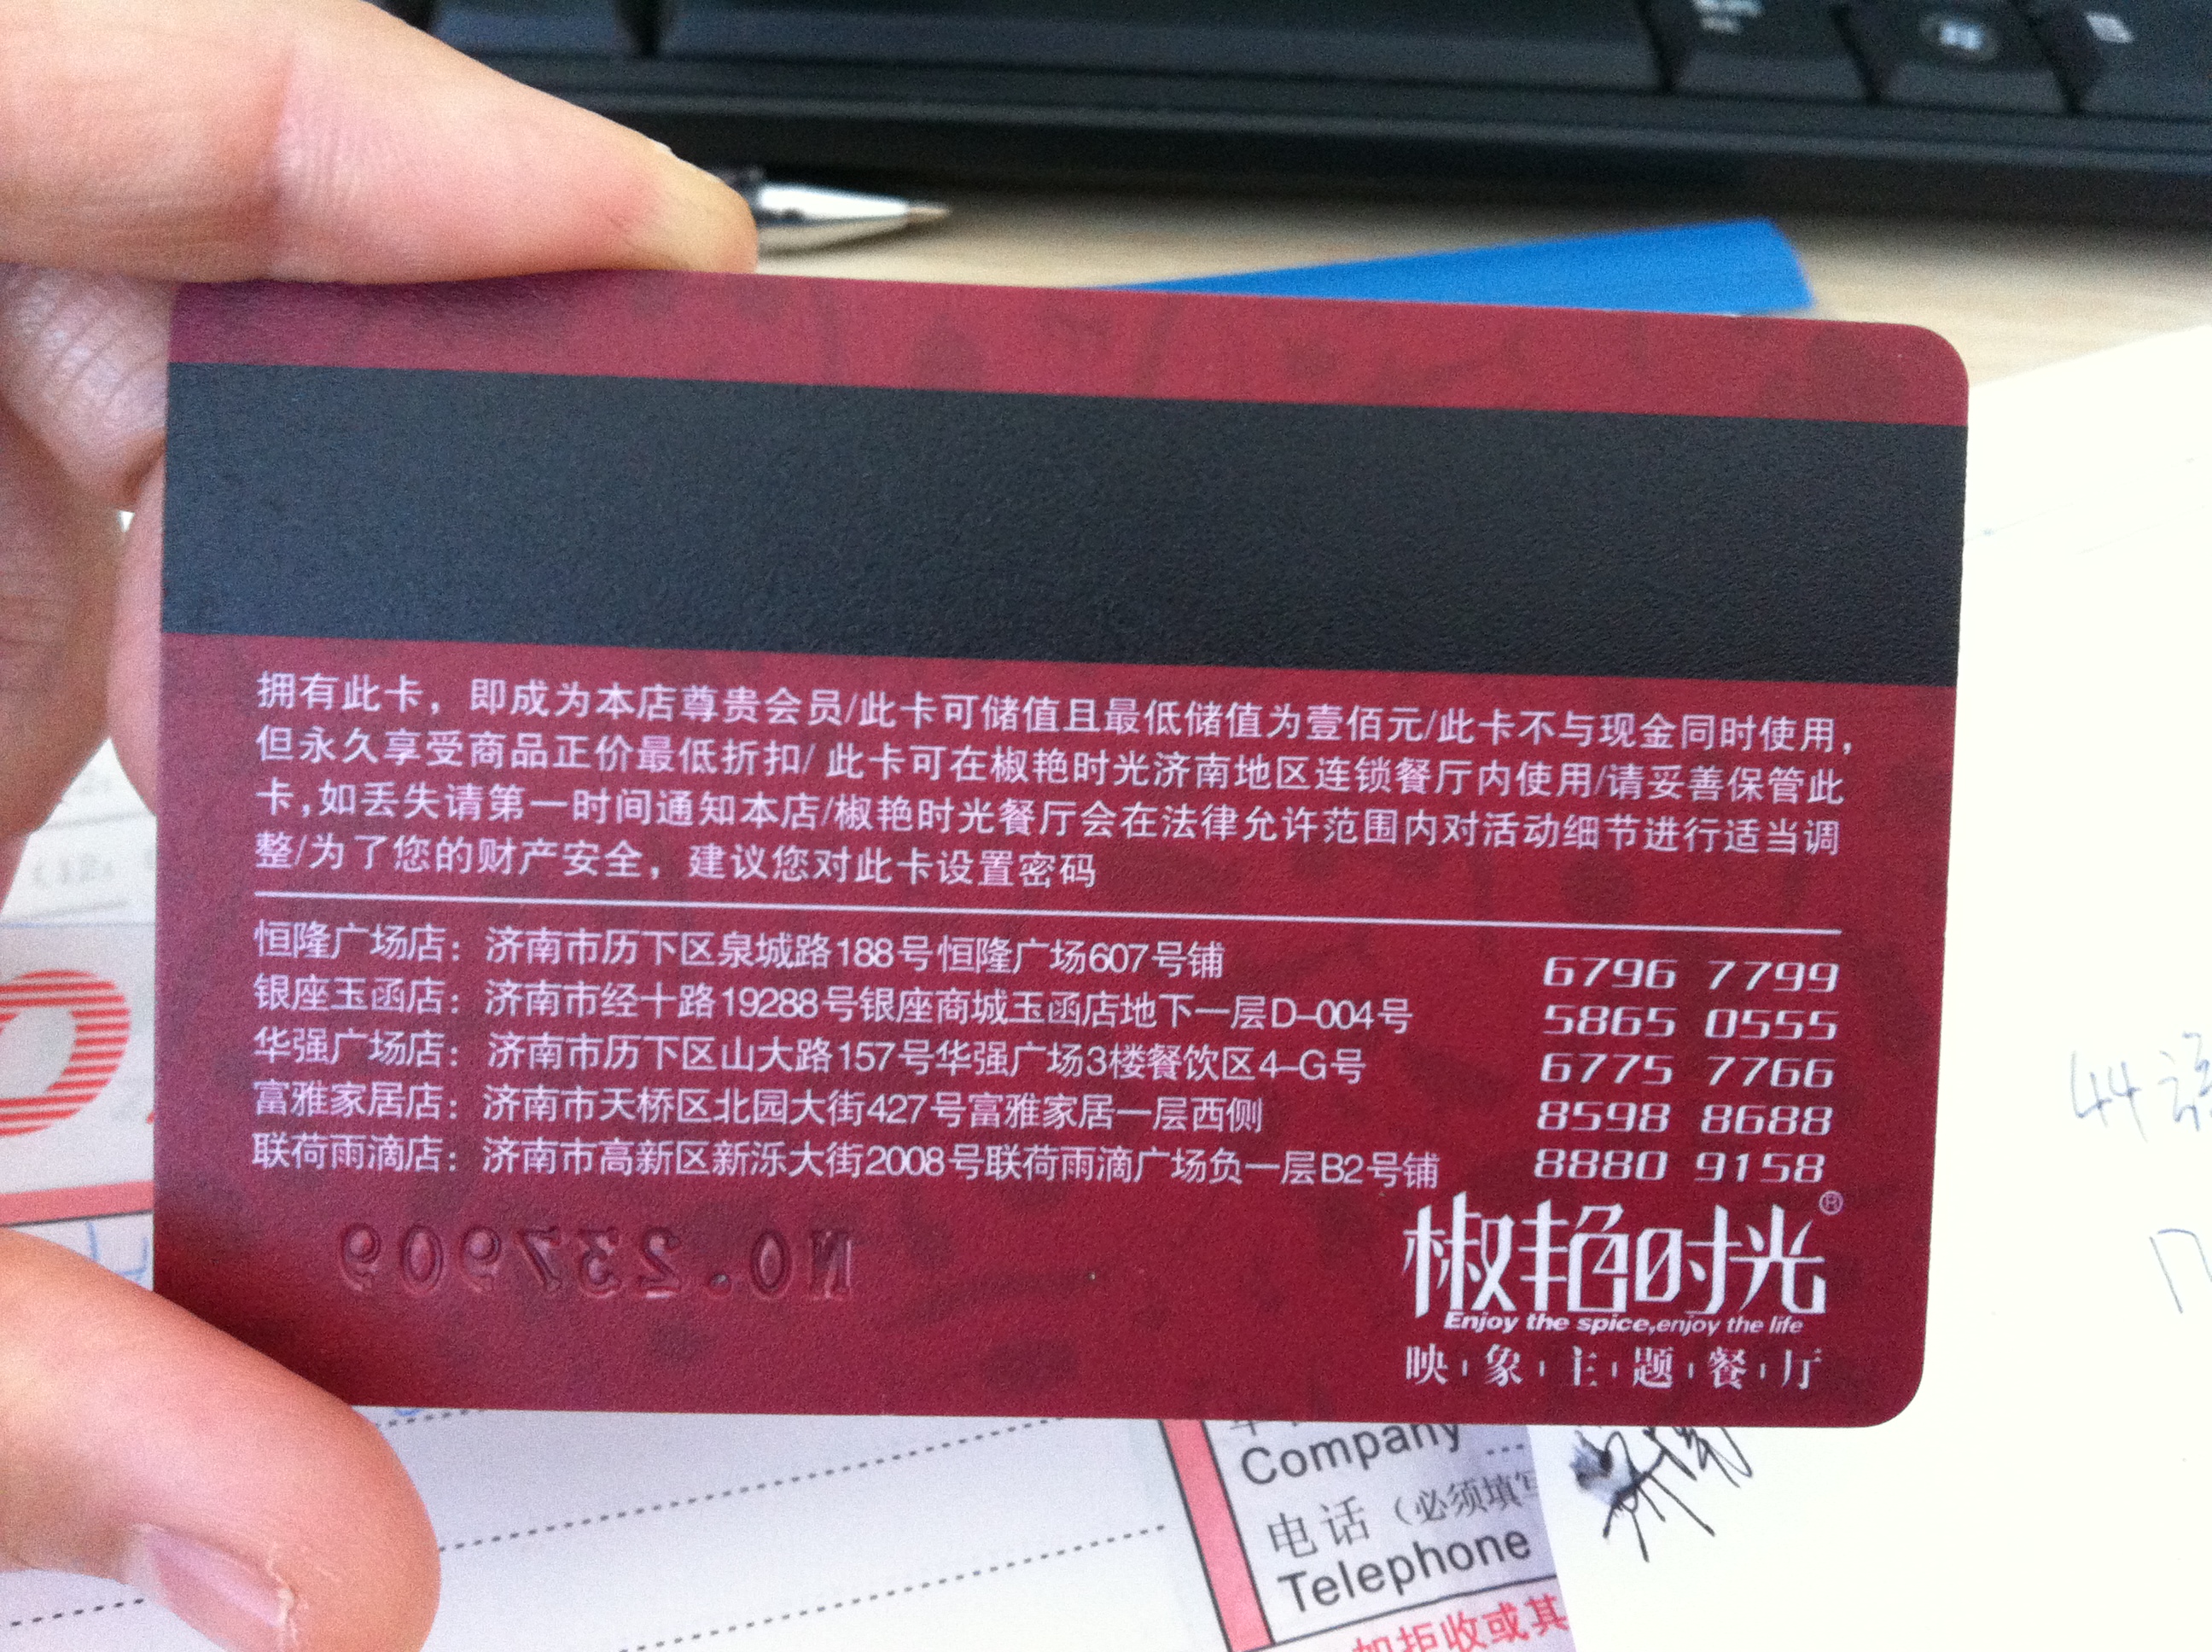 拥有此卡，即成为本店尊贵会员/此卡可储值且最低储值为壹佰元/此卡不与现金同时使用，
但永久享受商品正价最低折扣/此卡可在椒艳时光济南地区连锁餐厅内使用/请妥善保管此
卡,如丢失请第一时间通知本店/椒艳时光餐厅会在法律允许范围内对活动细节进行适当调
整/为了您的财产安全，建议您对此卡设置密码
恒隆广场店：济南市历下区泉城路188号恒隆广场607号铺 6796 7799
银座玉函店：济南市经十路19288号银座商城玉函店地下一层D-004号 5865 0555
华强广场店：济南市历下区山大路157号华强广场3楼餐饮区4-G号 6775 7766
富雅家居店：济南市天桥区北园大街427号富雅家居一层西侧 8598 8688
联荷雨滴店：济南市高新区新泺大街2008号联荷雨滴广场负一层B2号铺 8880 9158
NO.237909
椒艳时光®
Enjoy the spice,enjoy the life
映象主题餐厅
Company
电话（必须填写
Telephone
如拒收或其
44